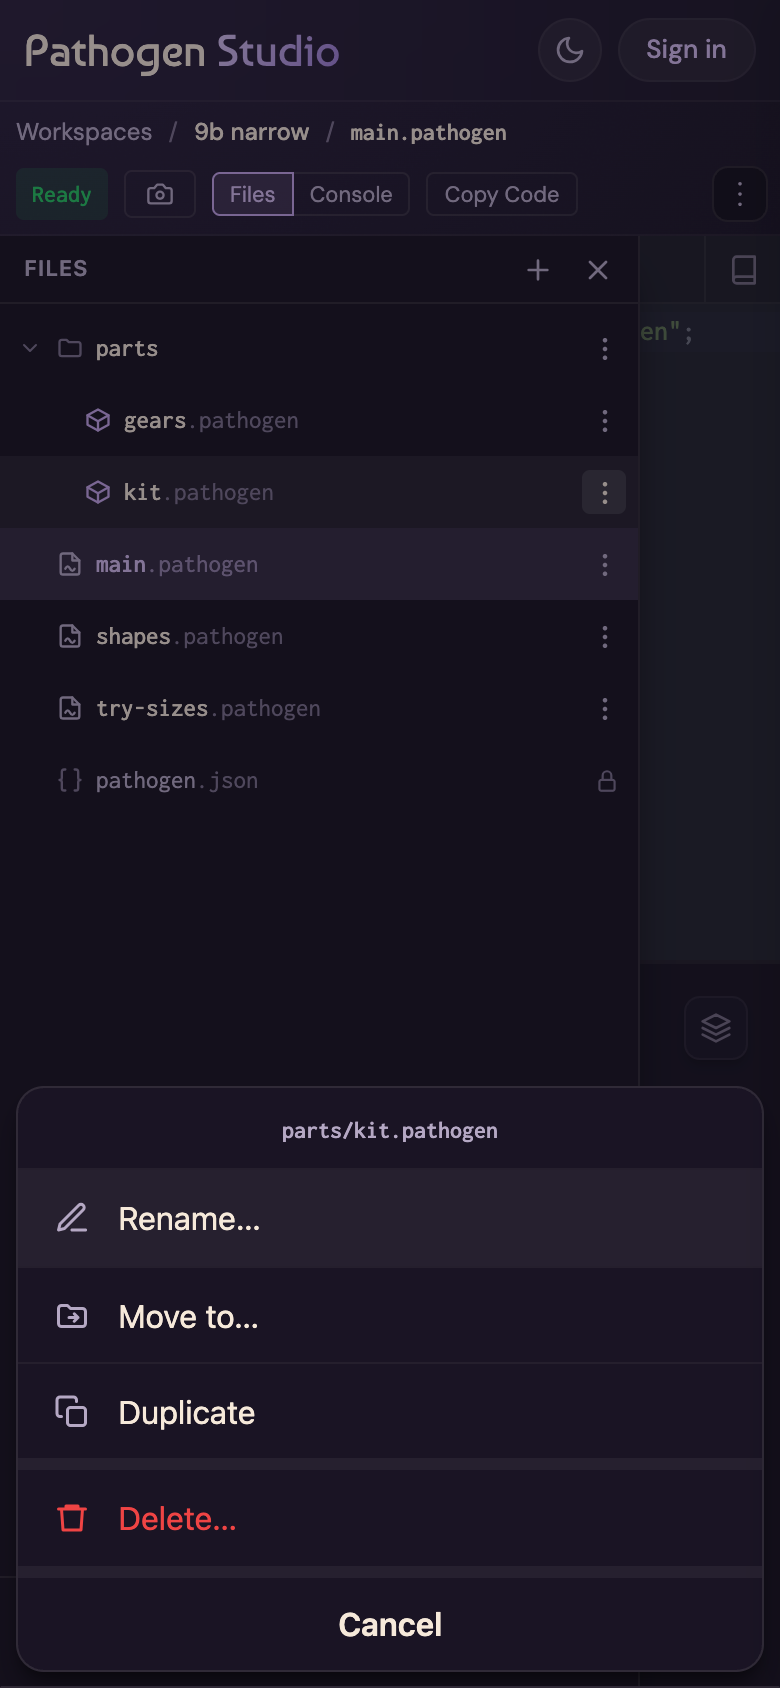 Pathogen Studio
Sign in
Workspaces / 9b narrow / main.pathogen
Ready
Files
Console
Copy Code
FILES
en";
parts
gears.pathogen
kit.pathogen
main.pathogen
shapes.pathogen
try-sizes.pathogen
{} pathogen.json
parts/kit.pathogen
Rename...
Move to...
Duplicate
Delete...
Cancel